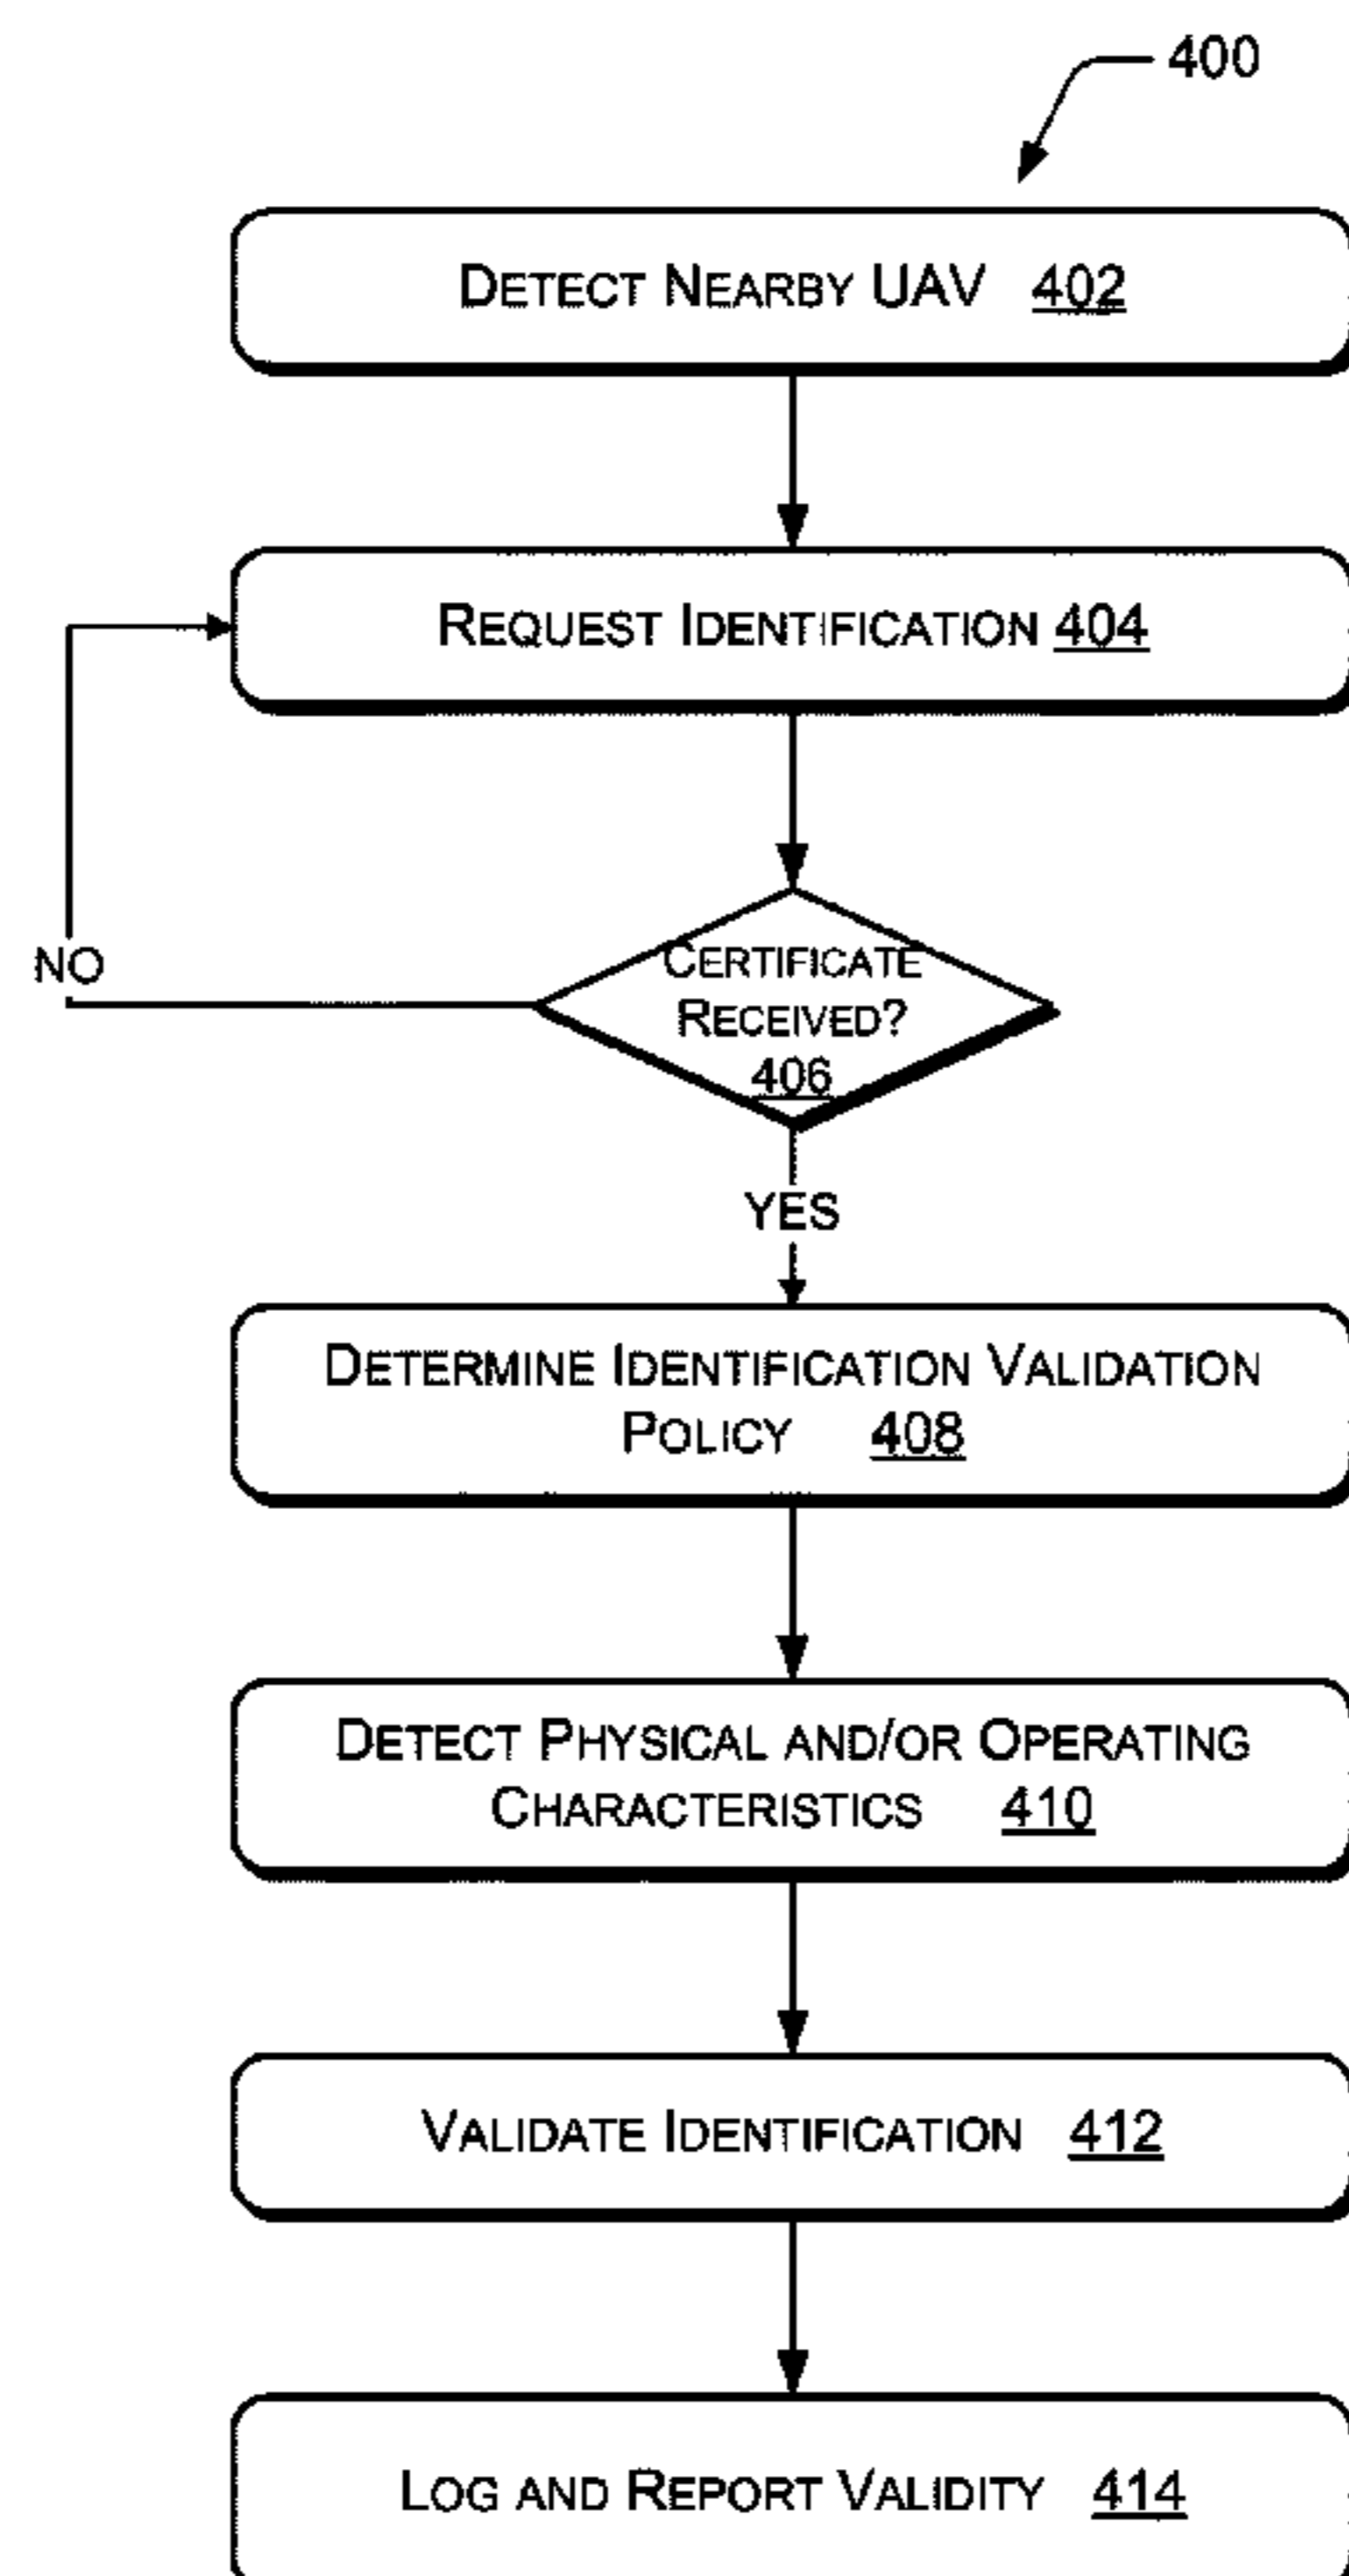 400
DETECT NEARBY UAV 402
REQUEST IDENTIFICATION 404
CERTIFICATE
RECEIVED?
406
NO
YES
DETERMINE IDENTIFICATION VALIDATION
POLICY 408
DETECT PHYSICAL AND/OR OPERATING
CHARACTERISTICS 410
VALIDATE IDENTIFICATION 412
LOG AND REPORT VALIDITY 414